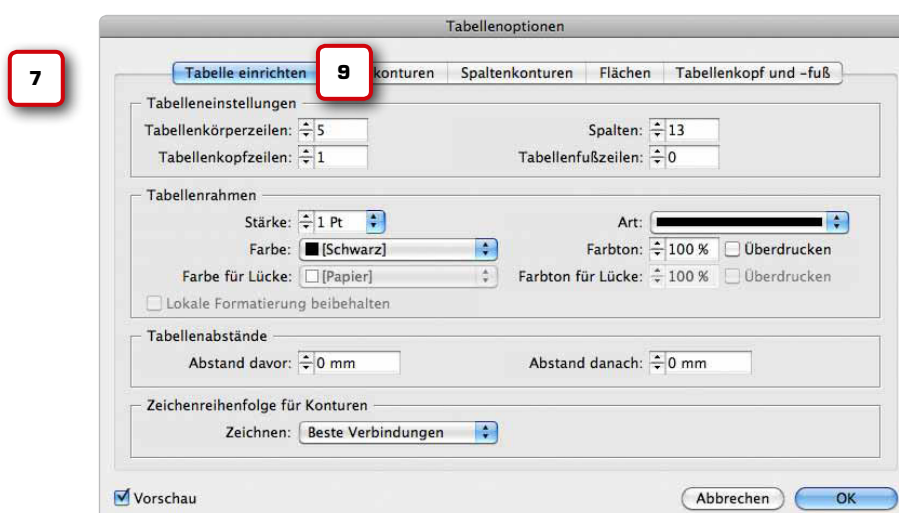 Tabellenoptionen
7
Tabelle einrichten 9 konturen Spaltenkonturen Flächen Tabellenkopf und -fuß
Tabelleneinstellungen
Tabellenkörperzeilen: 5 Spalten: 13
Tabellenkopfzeilen: 1 Tabellenfußzeilen: 0
Tabellenrahmen
Stärke: 1 Pt Art:
Farbe: [Schwarz] Farbton: 100 % Überdrucken
Farbe für Lücke: [Papier] Farbton für Lücke: 100 % Überdrucken
Lokale Formatierung beibehalten
Tabellenabstände
Abstand davor: 0 mm Abstand danach: 0 mm
Zeichenreihenfolge für Konturen
Zeichnen: Beste Verbindungen
Vorschau Abbrechen OK